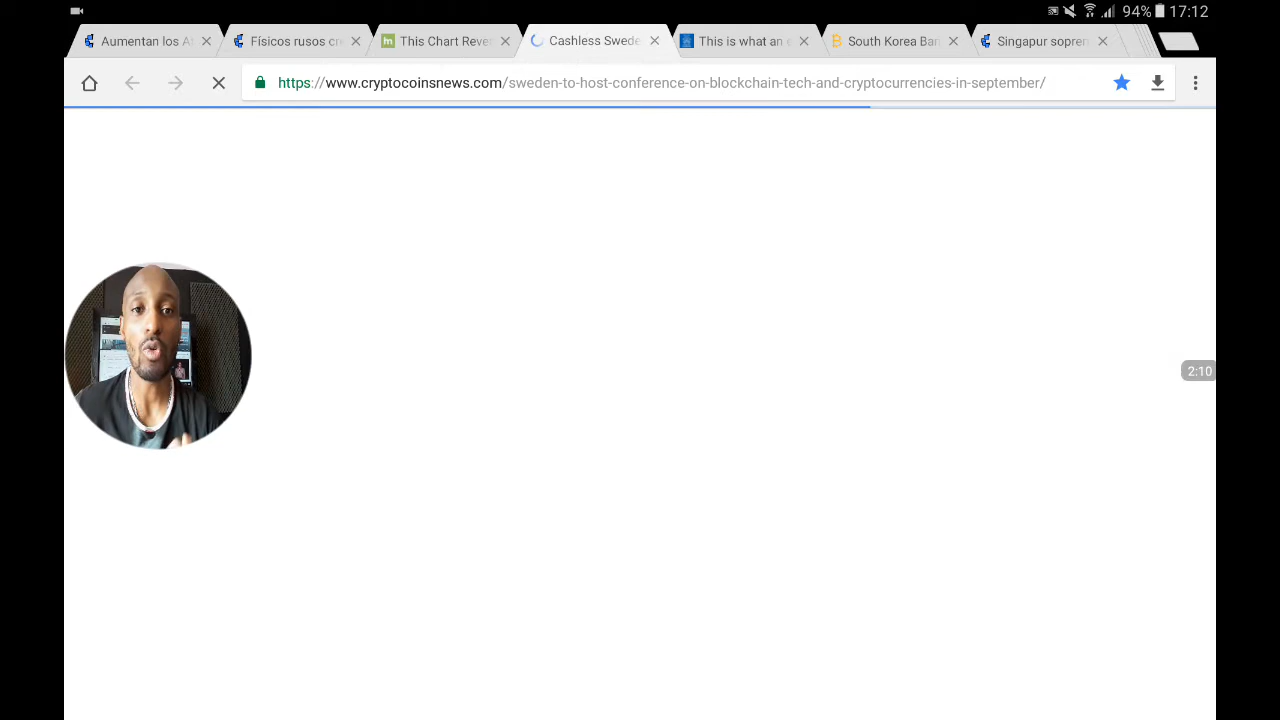 94% 17:12
Aumentan los A
Físicos rusos cr
This Chart Reve
Cashless Swede
This is what an
South Korea Ban
Singapur sopren
https://www.cryptocoinsnews.com/sweden-to-host-conference-on-blockchain-tech-and-cryptocurrencies-in-september/
2:10